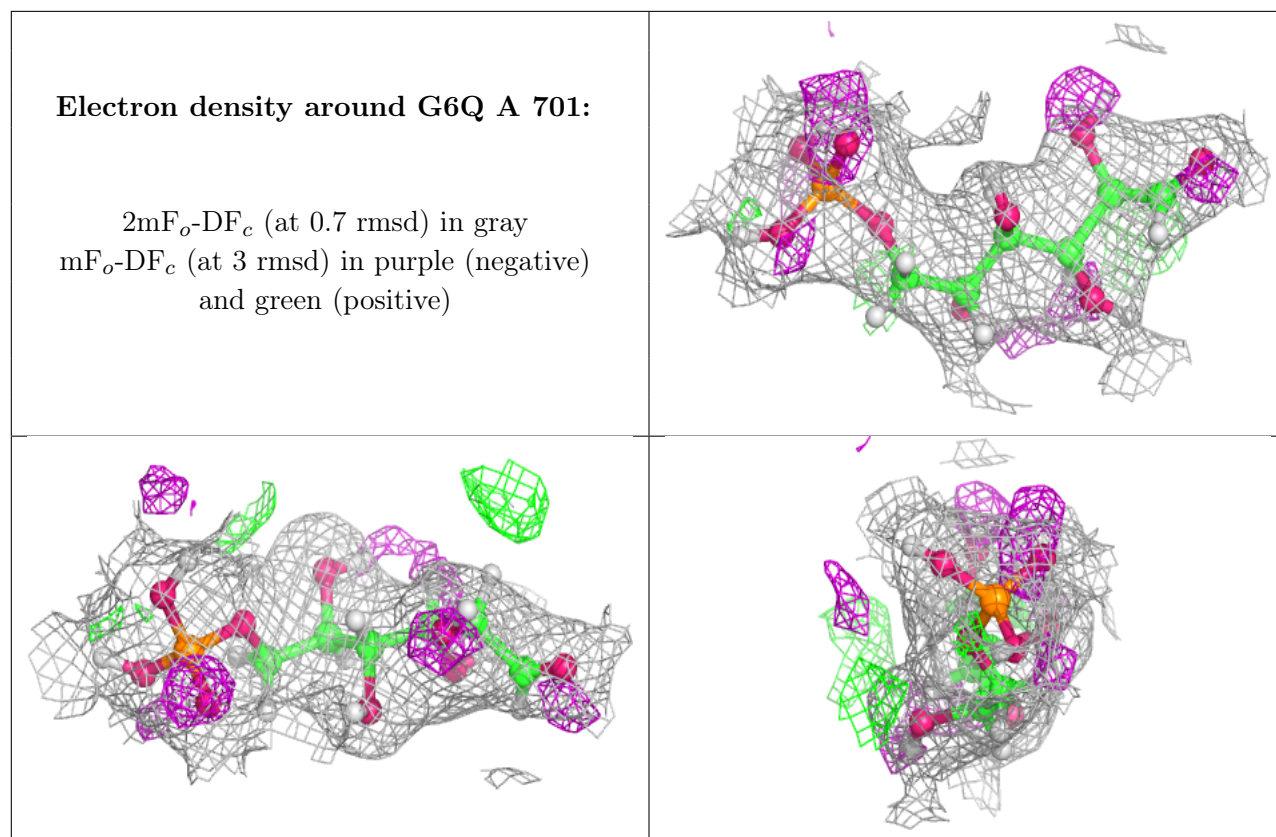 Electron density around G6Q A 701:
2mFₒ-DF𝒸 (at 0.7 rmsd) in gray
mFₒ-DF𝒸 (at 3 rmsd) in purple (negative)
and green (positive)